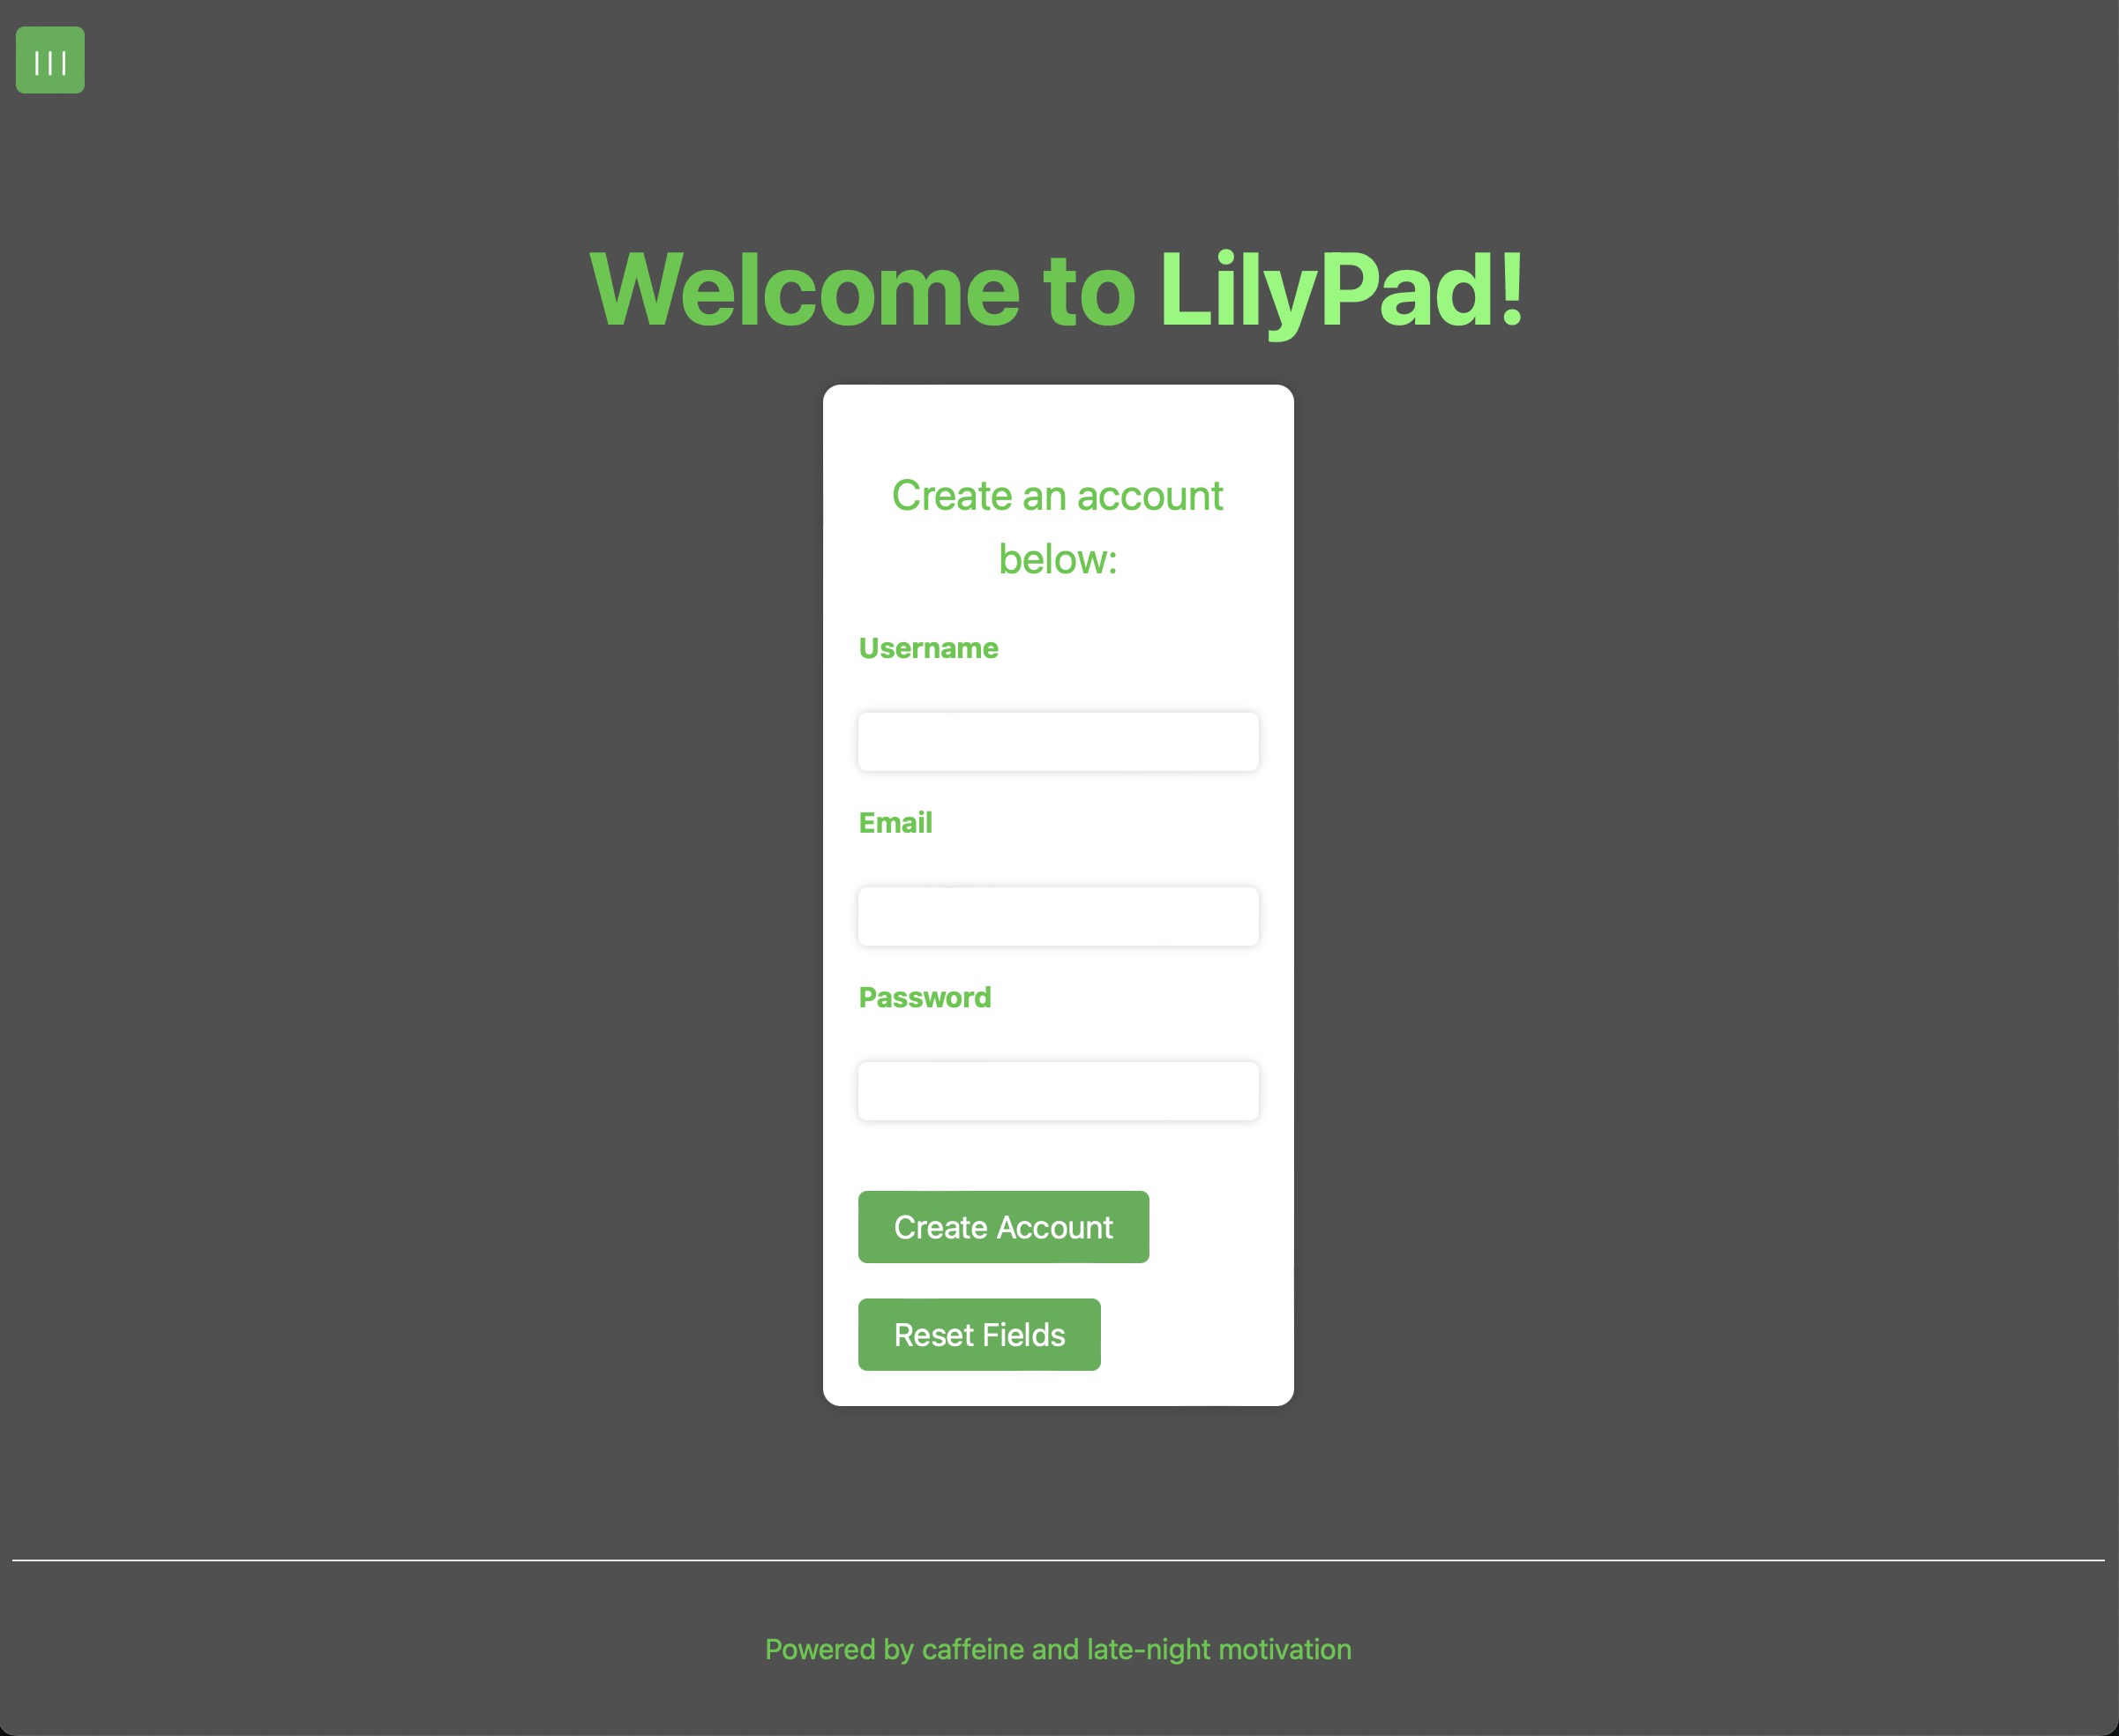 Welcome to LilyPad!
Create an account
below:
Username
Email
Password
Create Account
Reset Fields
Powered by caffeine and late-night motivation